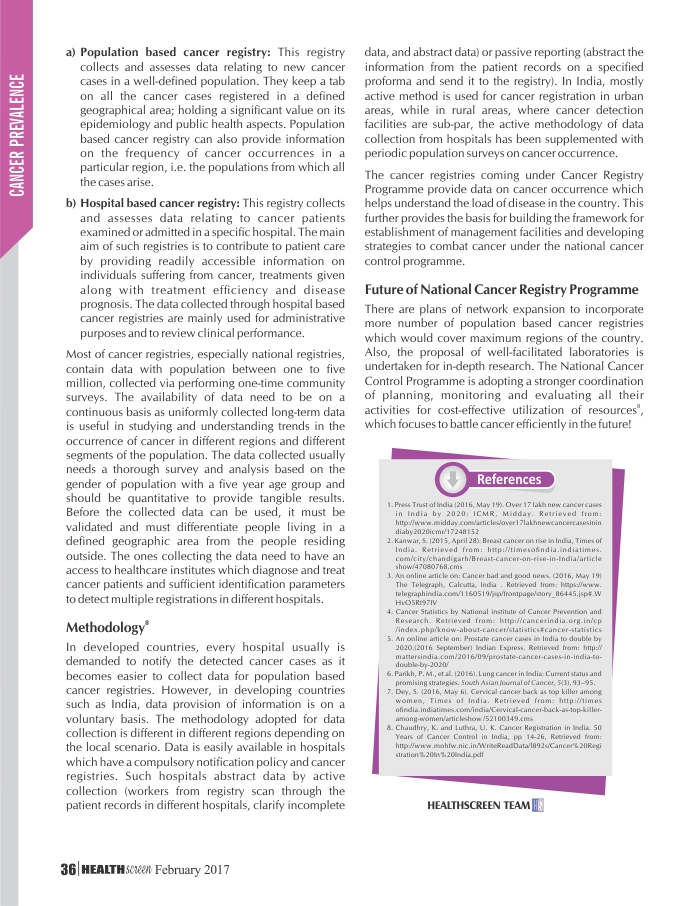 CANCER PREVALENCE
a) Population based cancer registry: This registry
collects and assesses data relating to new cancer
cases in a well-defined population. They keep a tab
on all the cancer cases registered in a defined
geographical area; holding a significant value on its
epidemiology and public health aspects. Population
based cancer registry can also provide information
on the frequency of cancer occurrences in a
particular region, i.e. the populations from which all
the cases arise.
b) Hospital based cancer registry: This registry collects
and assesses data relating to cancer patients
examined or admitted in a specific hospital. The main
aim of such registries is to contribute to patient care
by providing readily accessible information on
individuals suffering from cancer, treatments given
along with treatment efficiency and disease
prognosis. The data collected through hospital based
cancer registries are mainly used for administrative
purposes and to review clinical performance.
Most of cancer registries, especially national registries,
contain data with population between one to five
million, collected via performing one-time community
surveys. The availability of data need to be on a
continuous basis as uniformly collected long-term data
is useful in studying and understanding trends in the
occurrence of cancer in different regions and different
segments of the population. The data collected usually
needs a thorough survey and analysis based on the
gender of population with a five year age group and
should be quantitative to provide tangible results.
Before the collected data can be used, it must be
validated and must differentiate people living in a
defined geographic area from the people residing
outside. The ones collecting the data need to have an
access to healthcare institutes which diagnose and treat
cancer patients and sufficient identification parameters
to detect multiple registrations in different hospitals.
Methodology8
In developed countries, every hospital usually is
demanded to notify the detected cancer cases as it
becomes easier to collect data for population based
cancer registries. However, in developing countries
such as India, data provision of information is on a
voluntary basis. The methodology adopted for data
collection is different in different regions depending on
the local scenario. Data is easily available in hospitals
which have a compulsory notification policy and cancer
registries. Such hospitals abstract data by active
collection (workers from registry scan through the
patient records in different hospitals, clarify incomplete
data, and abstract data) or passive reporting (abstract the
information from the patient records on a specified
proforma and send it to the registry). In India, mostly
active method is used for cancer registration in urban
areas, while in rural areas, where cancer detection
facilities are sub-par, the active methodology of data
collection from hospitals has been supplemented with
periodic population surveys on cancer occurrence.
The cancer registries coming under Cancer Registry
Programme provide data on cancer occurrence which
helps understand the load of disease in the country. This
further provides the basis for building the framework for
establishment of management facilities and developing
strategies to combat cancer under the national cancer
control programme.
Future of National Cancer Registry Programme
There are plans of network expansion to incorporate
more number of population based cancer registries
which would cover maximum regions of the country.
Also, the proposal of well-facilitated laboratories is
undertaken for in-depth research. The National Cancer
Control Programme is adopting a stronger coordination
of planning, monitoring and evaluating all their
activities for cost-effective utilization of resources8,
which focuses to battle cancer efficiently in the future!
References
1. Press Trust of India (2016, May 19). Over 17 lakh new cancer cases
in India by 2020: ICMR, Midday. Retrieved from:
http://www.midday.com/articles/over17lakhnewcancercasesinin
diaby2020icmr/17248152
2. Kanwar, S. (2015, April 28). Breast cancer on rise in India, Times of
India. Retrieved from: http://timesofindia.indiatimes.
com/city/chandigarh/Breast-cancer-on-rise-in-India/article
show/47080768.cms
3. An online article on: Cancer bad and good news. (2016, May 19)
The Telegraph, Calcutta, India . Retrieved from: https://www.
telegraphindia.com/1160519/jsp/frontpage/story_86445.jsp#.W
HvO5Rt97IV
4. Cancer Statistics by National institute of Cancer Prevention and
Research. Retrieved from: http://cancerindia.org.in/cp
/index.php/know-about-cancer/statistics#cancer-statistics
5. An online article on: Prostate cancer cases in India to double by
2020.(2016 September) Indian Express. Retrieved from: http://
mattersindia.com/2016/09/prostate-cancer-cases-in-india-to-
double-by-2020/
6. Parikh, P. M., et al. (2016). Lung cancer in India: Current status and
promising strategies. South Asian Journal of Cancer, 5(3), 93–95.
7. Dey, S. (2016, May 6). Cervical cancer back as top killer among
women, Times of India. Retrieved from: http://times
ofindia.indiatimes.com/india/Cervical-cancer-back-as-top-killer-
among-women/articleshow /52100349.cms
8. Chaudhry, K. and Luthra, U. K. Cancer Registration in India. 50
Years of Cancer Control in India, pp 14-26, Retrieved from:
http://www.mohfw.nic.in/WriteReadData/l892s/Cancer%20Regi
stration%20In%20India.pdf
HEALTHSCREEN TEAM
36 HEALTHscreen February 2017